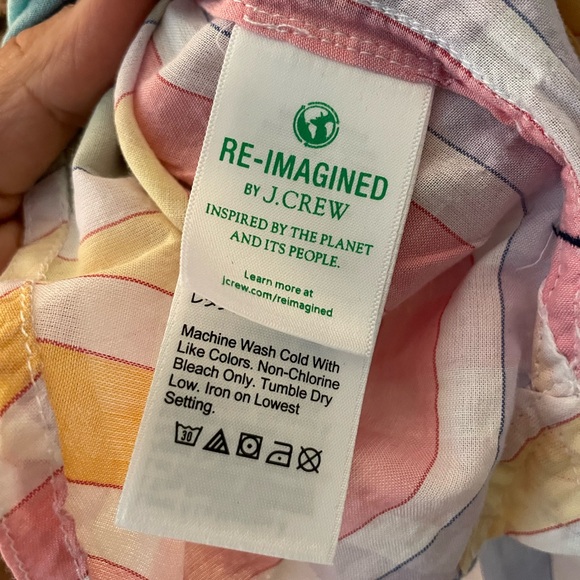 RE-IMAGINED
BY J.CREW
INSPIRED BY THE PLANET
AND ITS PEOPLE.
Learn more at
jcrew.com/reimagined
Machine Wash Cold With
Like Colors. Non-Chlorine
Bleach Only. Tumble Dry
Low. Iron on Lowest
Setting.
30